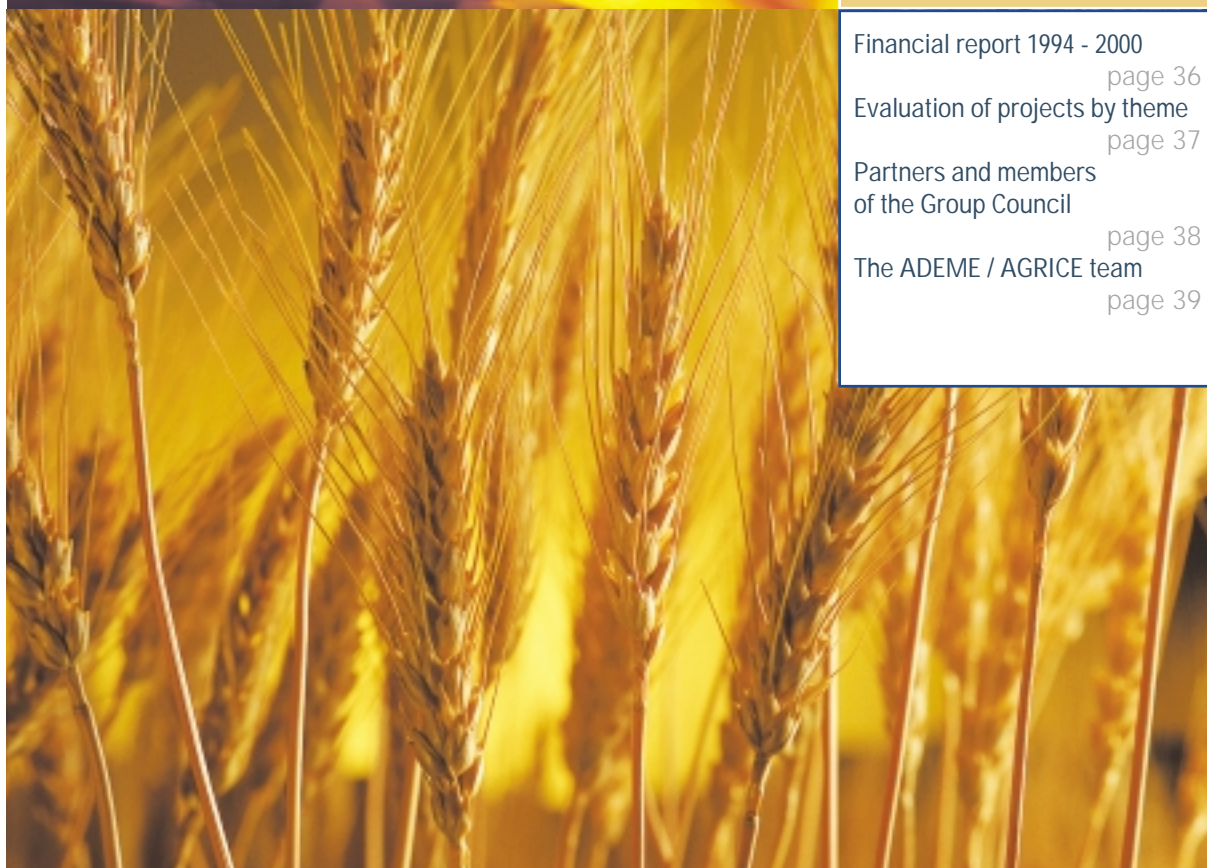 Financial report 1994 - 2000
page 36
Evaluation of projects by theme
page 37
Partners and members
of the Group Council
page 38
The ADEME / AGRICE team
page 39